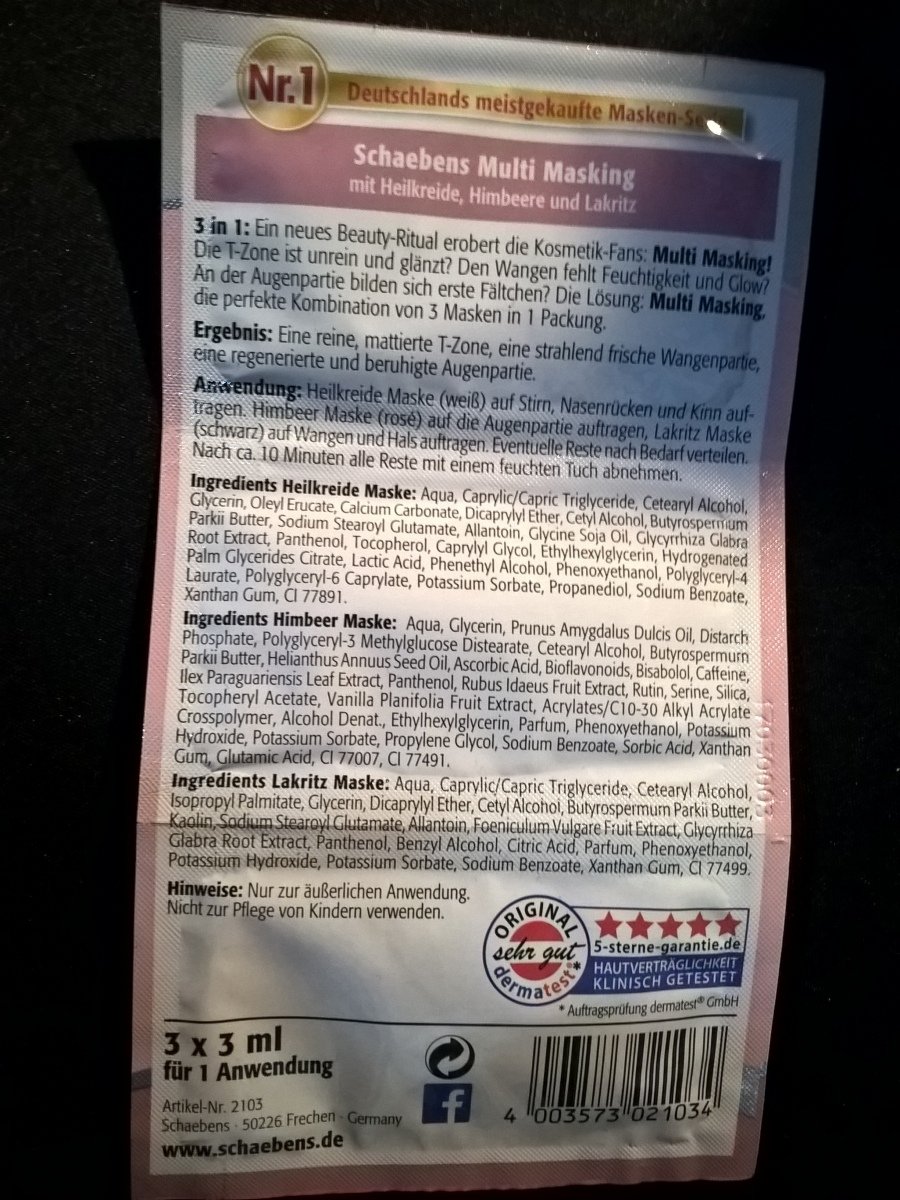 Nr.1
Deutschlands meistgekaufte Masken-Se
Schaebens Multi Masking
mit Heilkreide, Himbeere und Lakritz
3 in 1: Ein neues Beauty-Ritual erobert die Kosmetik-Fans: Multi Masking!
Die T-Zone ist unrein und glänzt? Den Wangen fehlt Feuchtigkeit und Glow?
An der Augenpartie bilden sich erste Fältchen? Die Lösung: Multi Masking,
die perfekte Kombination von 3 Masken in 1 Packung.
Ergebnis: Eine reine, mattierte T-Zone, eine strahlend frische Wangenpartie,
eine regenerierte und beruhigte Augenpartie.
Anwendung: Heilkreide Maske (weiß) auf Stirn, Nasenrücken und Kinn auf-
tragen. Himbeer Maske (rosé) auf die Augenpartie auftragen, Lakritz Maske
(schwarz) auf Wangen und Hals auftragen. Eventuelle Reste nach Bedarf verteilen.
Nach ca. 10 Minuten alle Reste mit einem feuchten Tuch abnehmen.
Ingredients Heilkreide Maske: Aqua, Caprylic/Capric Triglyceride, Cetearyl Alcohol,
Glycerin, Oleyl Erucate, Calcium Carbonate, Dicaprylyl Ether, Cetyl Alcohol, Butyrospermum
Parkii Butter, Sodium Stearoyl Glutamate, Allantoin, Glycine Soja Oil, Glycyrrhiza Glabra
Root Extract, Panthenol, Tocopherol, Caprylyl Glycol, Ethylhexylglycerin, Hydrogenated
Palm Glycerides Citrate, Lactic Acid, Phenethyl Alcohol, Phenoxyethanol, Polyglyceryl-4
Laurate, Polyglyceryl-6 Caprylate, Potassium Sorbate, Propanediol, Sodium Benzoate,
Xanthan Gum, CI 77891.
Ingredients Himbeer Maske: Aqua, Glycerin, Prunus Amygdalus Dulcis Oil, Distarch
Phosphate, Polyglyceryl-3 Methylglucose Distearate, Cetearyl Alcohol, Butyrospermum
Parkii Butter, Helianthus Annuus Seed Oil, Ascorbic Acid, Bioflavonoids, Bisabolol, Caffeine,
Ilex Paraguariensis Leaf Extract, Panthenol, Rubus Idaeus Fruit Extract, Rutin, Serine, Silica,
Tocopheryl Acetate, Vanilla Planifolia Fruit Extract, Acrylates/C10-30 Alkyl Acrylate
Crosspolymer, Alcohol Denat., Ethylhexylglycerin, Parfum, Phenoxyethanol, Potassium
Hydroxide, Potassium Sorbate, Propylene Glycol, Sodium Benzoate, Sorbic Acid, Xanthan
Gum, Glutamic Acid, CI 77007, CI 77491.
Ingredients Lakritz Maske: Aqua, Caprylic/Capric Triglyceride, Cetearyl Alcohol,
Isopropyl Palmitate, Glycerin, Dicaprylyl Ether, Cetyl Alcohol, Butyrospermum Parkii Butter,
Kaolin, Sodium Stearoyl Glutamate, Allantoin, Foeniculum Vulgare Fruit Extract, Glycyrrhiza
Glabra Root Extract, Panthenol, Benzyl Alcohol, Citric Acid, Parfum, Phenoxyethanol,
Potassium Hydroxide, Potassium Sorbate, Sodium Benzoate, Xanthan Gum, CI 77499.
Hinweise: Nur zur äußerlichen Anwendung.
Nicht zur Pflege von Kindern verwenden.
ORIGINAL
sehr gut
dermatest®*
5-sterne-garantie.de
HAUTVERTRÄGLICHKEIT
KLINISCH GETESTET
* Auftragsprüfung dermatest® GmbH
3 x 3 ml
für 1 Anwendung
Artikel-Nr. 2103
Schaebens · 50226 Frechen · Germany
www.schaebens.de
f
4 003573 021034